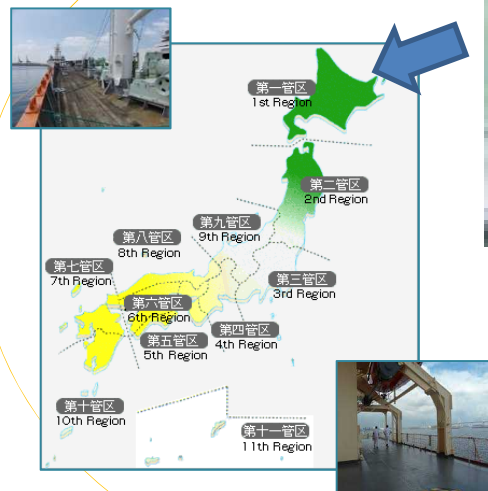 第一管区
1st Region
第二管区
2nd Region
第九管区
9th Region
第八管区
8th Region
第七管区
7th Region
第三管区
3rd Region
第六管区
6th Region
第四管区
4th Region
第五管区
5th Region
第十管区
10th Region
第十一管区
11th Region